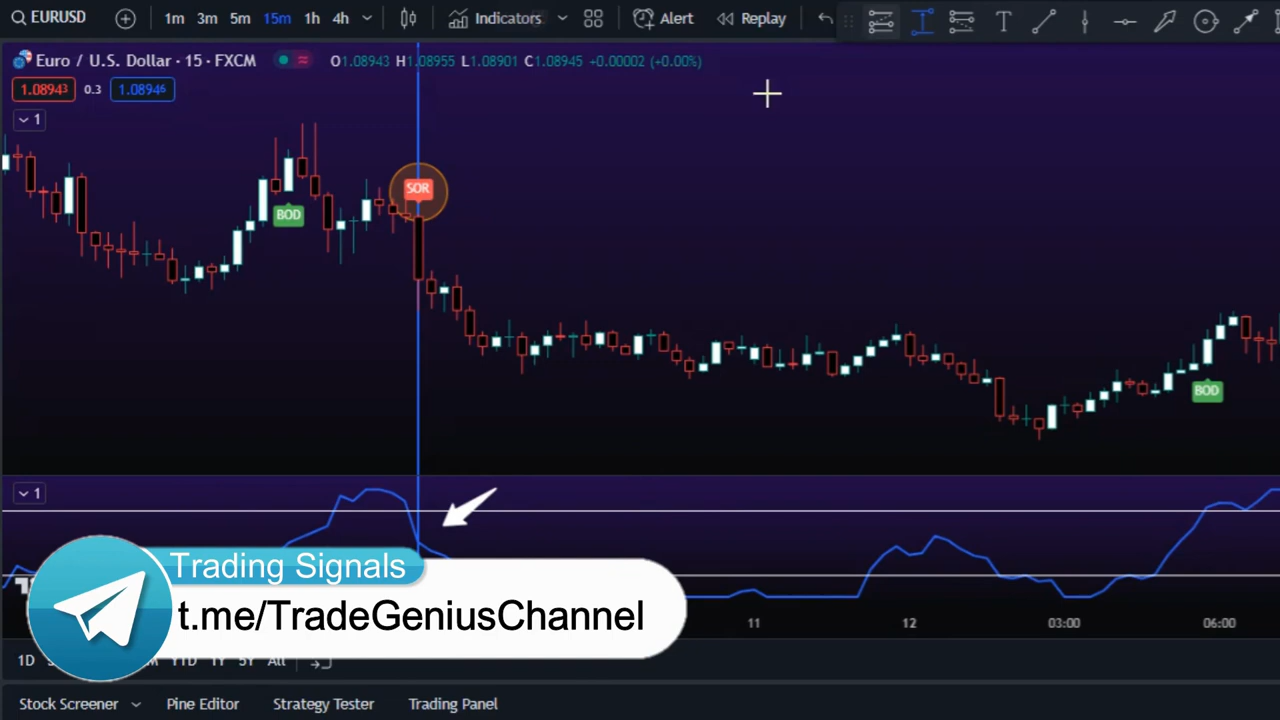 EURUSD 1m 3m 5m 15m 1h 4h Indicators Alert Replay
Euro / U.S. Dollar · 15 · FXCM O1.08943 H1.08955 L1.08901 C1.08945 +0.00002 (+0.00%)
1.08943 0.3 1.08946
1
SOR
BOD
BOD
1
Trading Signals
t.me/TradeGeniusChannel
11 12 03:00 06:00
1D YTD 1Y 5Y All
Stock Screener Pine Editor Strategy Tester Trading Panel